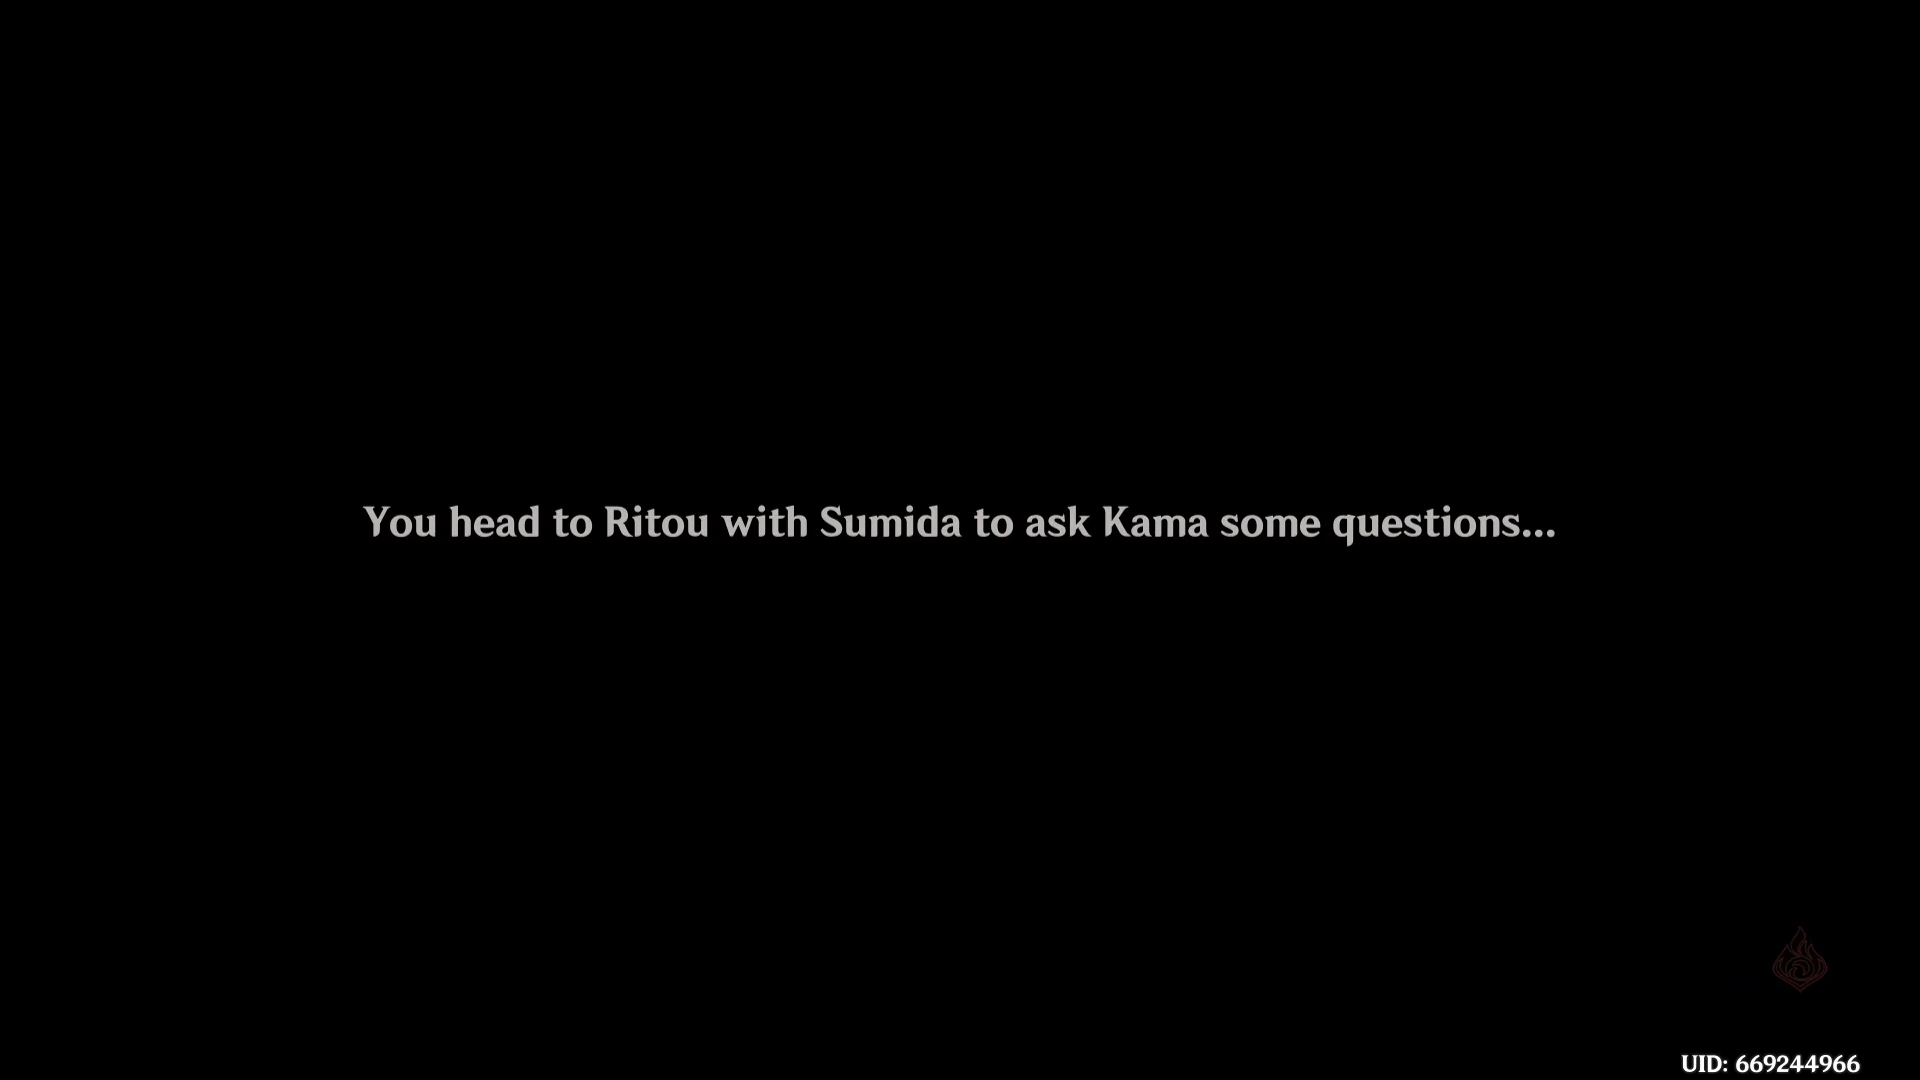 You head to Ritou with Sumida to ask Kama some questions...
UID: 669244966